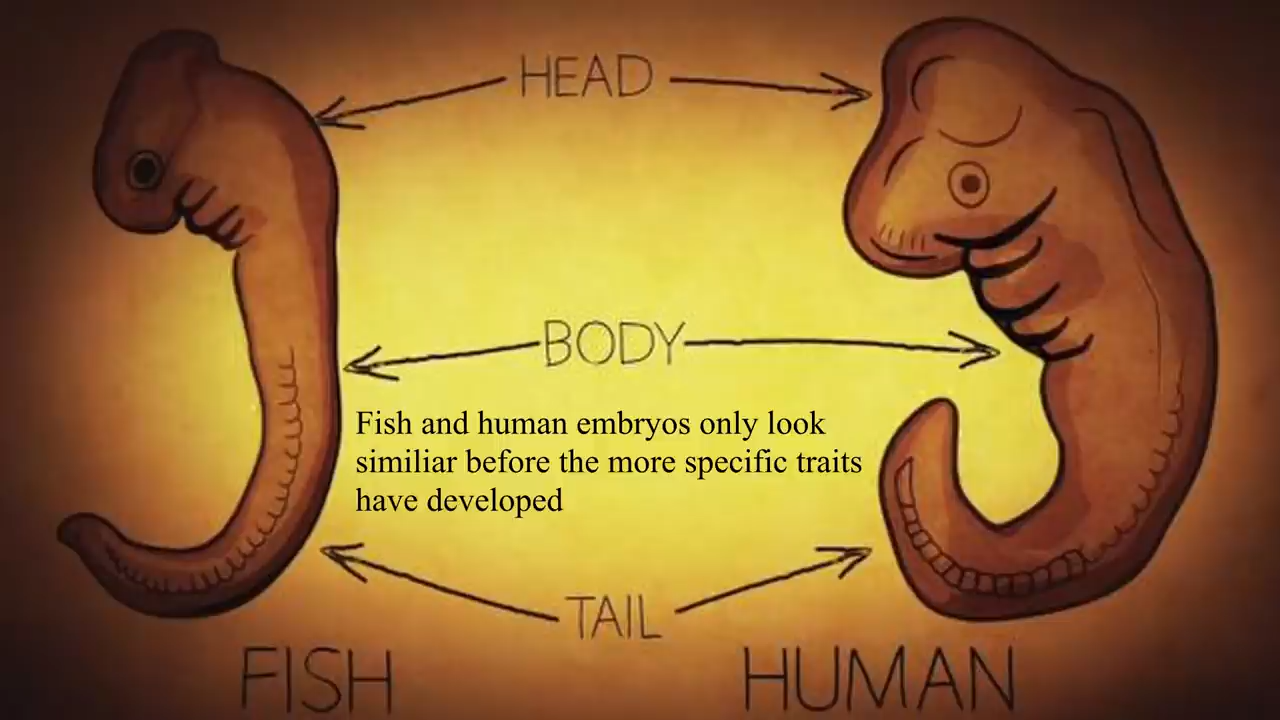 HEAD
BODY
Fish and human embryos only look
similiar before the more specific traits
have developed
TAIL
FISH
HUMAN